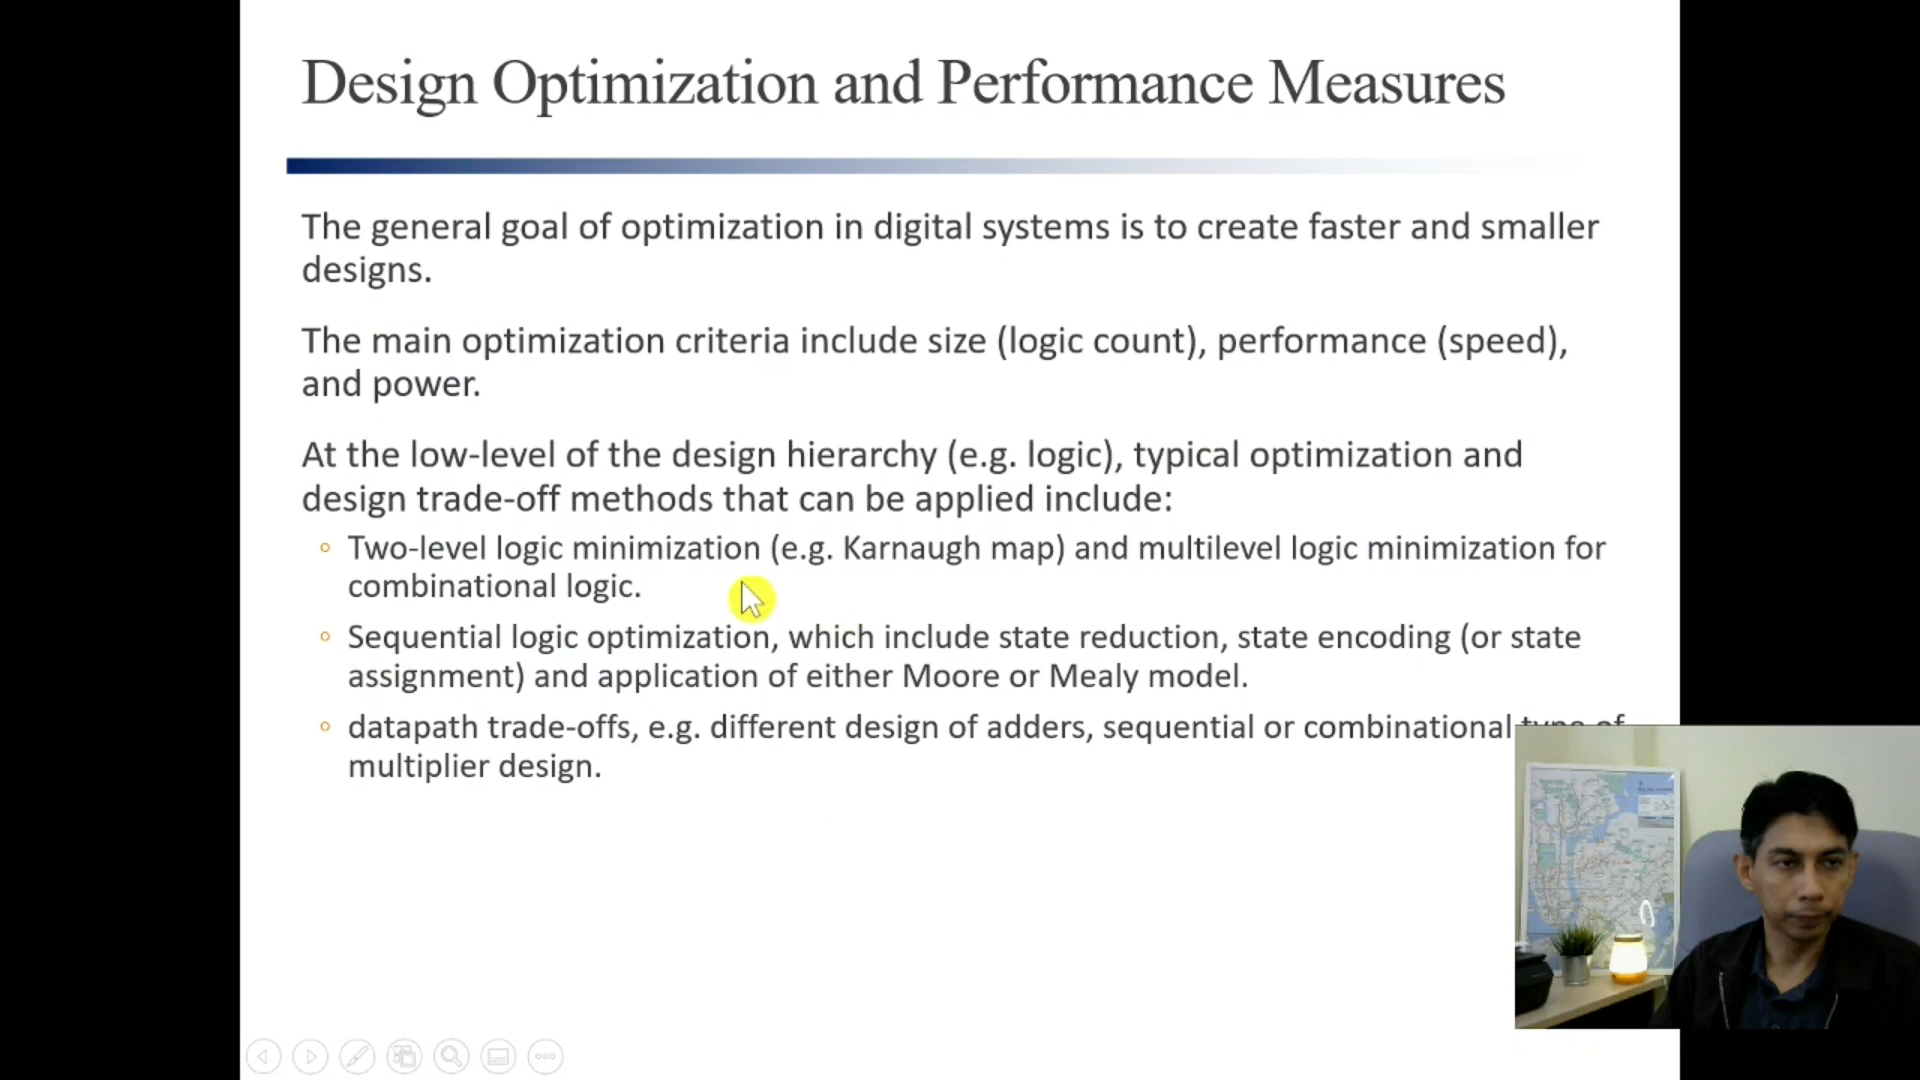 Design Optimization and Performance Measures
The general goal of optimization in digital systems is to create faster and smaller
designs.
The main optimization criteria include size (logic count), performance (speed),
and power.
At the low-level of the design hierarchy (e.g. logic), typical optimization and
design trade-off methods that can be applied include:
Two-level logic minimization (e.g. Karnaugh map) and multilevel logic minimization for
combinational logic.
Sequential logic optimization, which include state reduction, state encoding (or state
assignment) and application of either Moore or Mealy model.
datapath trade-offs, e.g. different design of adders, sequential or combinational type of
multiplier design.